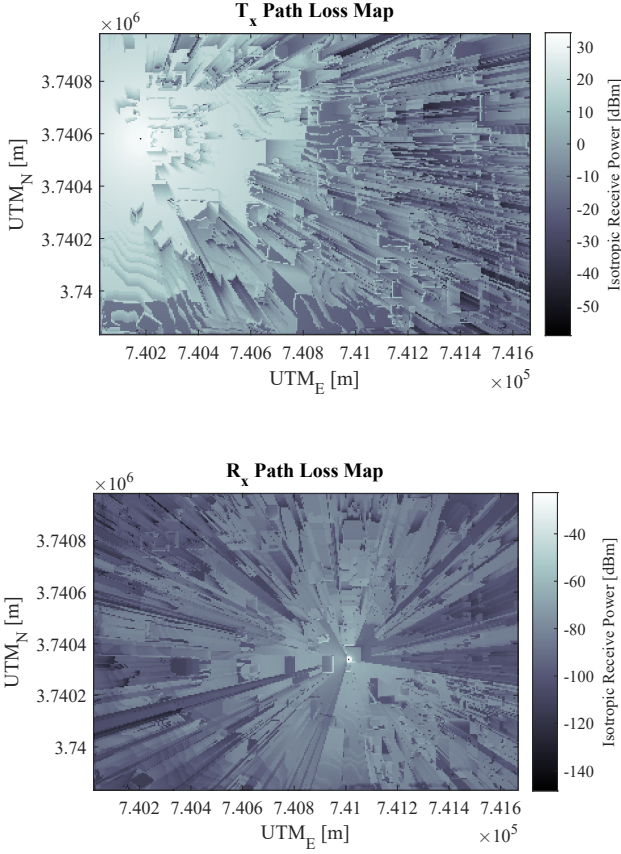 Tx Path Loss Map
×10^6
3.7408
3.7406
3.7404
3.7402
3.74
UTM_N [m]
7.402 7.404 7.406 7.408 7.41 7.412 7.414 7.416
UTM_E [m]
×10^5
30
20
10
0
-10
-20
-30
-40
-50
Isotropic Receive Power [dBm]
Rx Path Loss Map
×10^6
3.7408
3.7406
3.7404
3.7402
3.74
UTM_N [m]
7.402 7.404 7.406 7.408 7.41 7.412 7.414 7.416
UTM_E [m]
×10^5
-40
-60
-80
-100
-120
-140
Isotropic Receive Power [dBm]